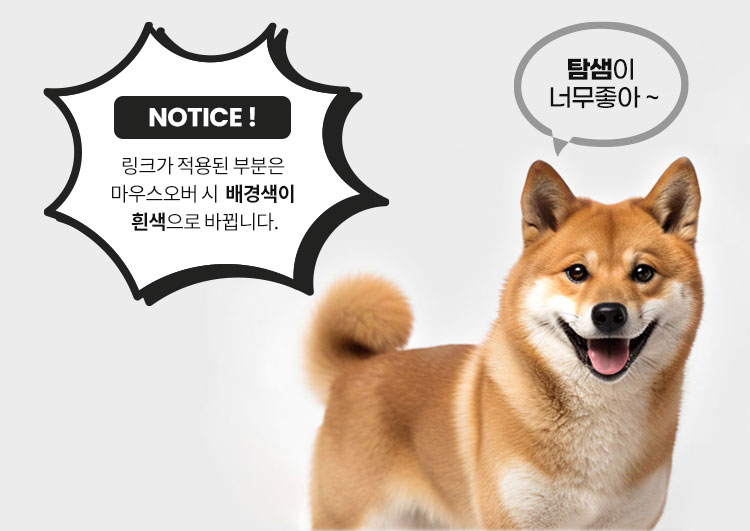 NOTICE !
링크가 적용된 부분은
마우스오버 시 배경색이
흰색으로 바뀝니다.
탐샘이
너무좋아 ~